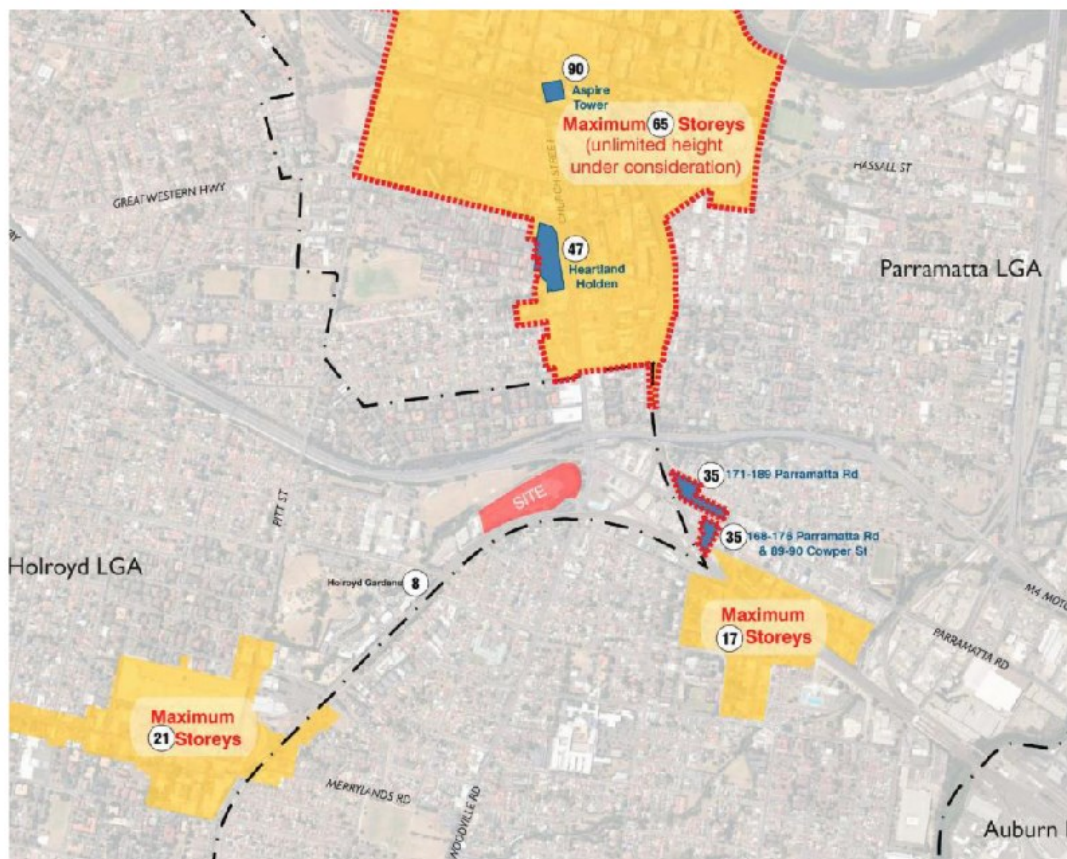 90
Aspire
Tower
Maximum 65 Storeys
(unlimited height
under consideration)
CHURCH STREET
HASSALL ST
GREAT WESTERN HWY
47
Heartland
Holden
Parramatta LGA
35 171-189 Parramatta Rd
SITE
PITT ST
35 168-176 Parramatta Rd
& 89-90 Cowper St
Holroyd LGA
Holroyd Gardens 8
M4 MOTO
Maximum
17 Storeys
PARRAMATTA RD
Maximum
21 Storeys
MERRYLANDS RD
WOODVILLE RD
Auburn